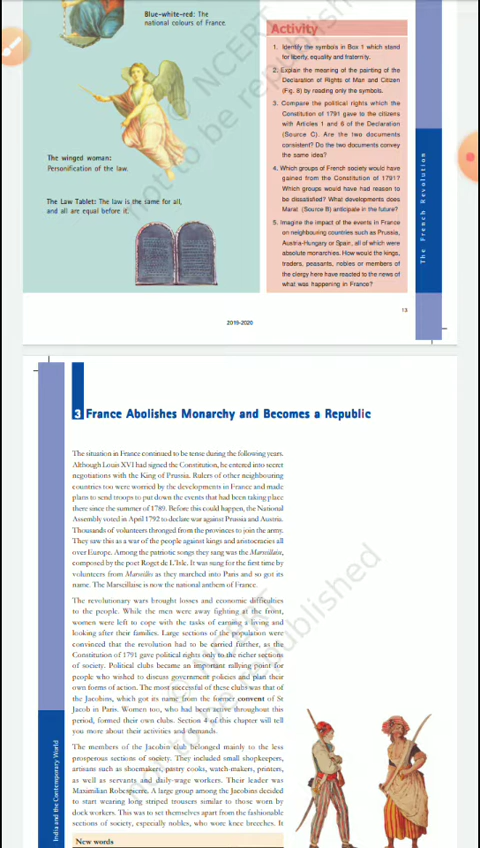 Blue-white-red: The
national colours of France.
The winged woman:
Personification of the law.
The Law Tablet: The law is the same for all,
and all are equal before it.
Activity
1. Identify the symbols in Box 1 which stand
for liberty, equality and fraternity.
2. Explain the meaning of the painting of the
Declaration of Rights of Man and Citizen
(Fig. 8) by reading only the symbols.
3. Compare the political rights which the
Constitution of 1791 gave to the citizens
with Articles 1 and 6 of the Declaration
(Source C). Are the two documents
consistent? Do the two documents convey
the same idea?
4. Which groups of French society would have
gained from the Constitution of 1791?
Which groups would have had reason to
be dissatisfied? What developments does
Marat (Source B) anticipate in the future?
5. Imagine the impact of the events in France
on neighbouring countries such as Prussia,
Austria-Hungary or Spain, all of which were
absolute monarchies. How would the kings,
traders, peasants, nobles or members of
the clergy here have reacted to the news of
what was happening in France?
The French Revolution
13
2019-2020
© NCERT
not to be republished
3 France Abolishes Monarchy and Becomes a Republic
The situation in France continued to be tense during the following years.
Although Louis XVI had signed the Constitution, he entered into secret
negotiations with the King of Prussia. Rulers of other neighbouring
countries too were worried by the developments in France and made
plans to send troops to put down the events that had been taking place
there since the summer of 1789. Before this could happen, the National
Assembly voted in April 1792 to declare war against Prussia and Austria.
Thousands of volunteers thronged from the provinces to join the army.
They saw this as a war of the people against kings and aristocracies all
over Europe. Among the patriotic songs they sang was the Marseillaise,
composed by the poet Roget de L'Isle. It was sung for the first time by
volunteers from Marseilles as they marched into Paris and so got its
name. The Marseillaise is now the national anthem of France.
The revolutionary wars brought losses and economic difficulties
to the people. While the men were away fighting at the front,
women were left to cope with the tasks of earning a living and
looking after their families. Large sections of the population were
convinced that the revolution had to be carried further, as the
Constitution of 1791 gave political rights only to the richer sections
of society. Political clubs became an important rallying point for
people who wished to discuss government policies and plan their
own forms of action. The most successful of these clubs was that of
the Jacobins, which got its name from the former convent of St
Jacob in Paris. Women too, who had been active throughout this
period, formed their own clubs. Section 4 of this chapter will tell
you more about their activities and demands.
The members of the Jacobin club belonged mainly to the less
prosperous sections of society. They included small shopkeepers,
artisans such as shoemakers, pastry cooks, watch-makers, printers,
as well as servants and daily-wage workers. Their leader was
Maximilian Robespierre. A large group among the Jacobins decided
to start wearing long striped trousers similar to those worn by
dock workers. This was to set themselves apart from the fashionable
sections of society, especially nobles, who wore knee breeches. It
New words
India and the Contemporary World
© NCERT
not to be republished